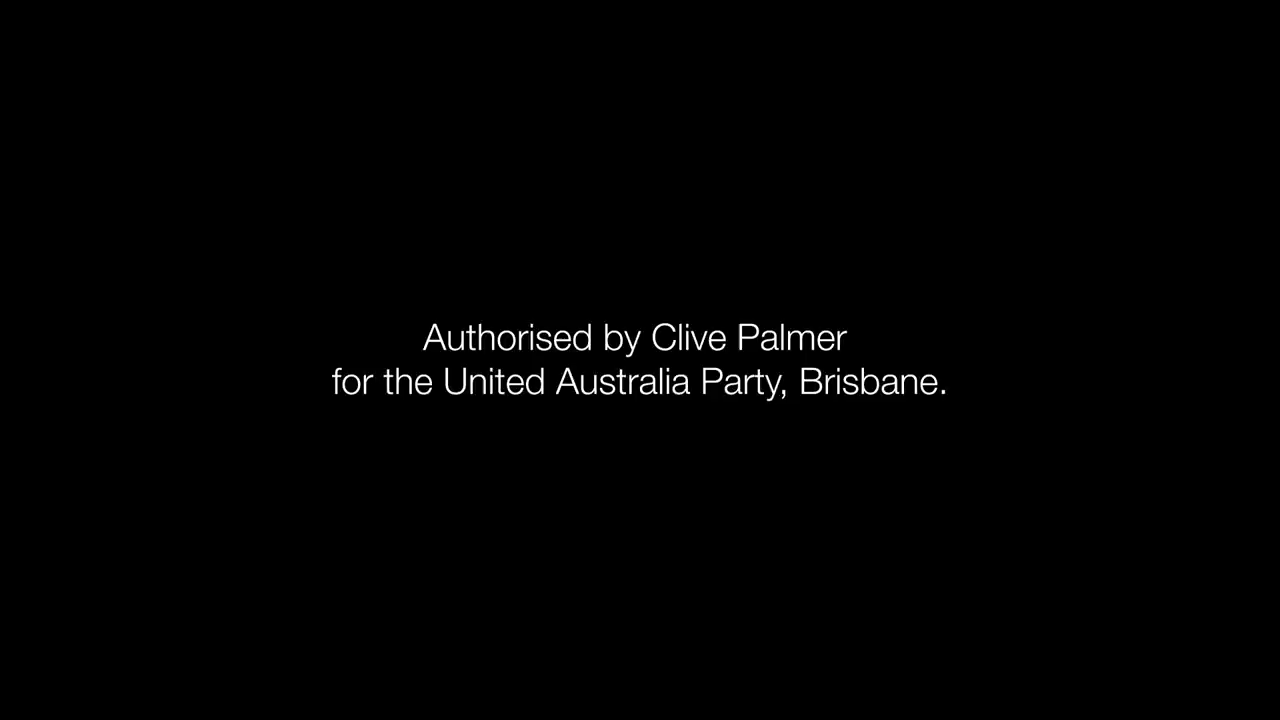 Authorised by Clive Palmer
for the United Australia Party, Brisbane.